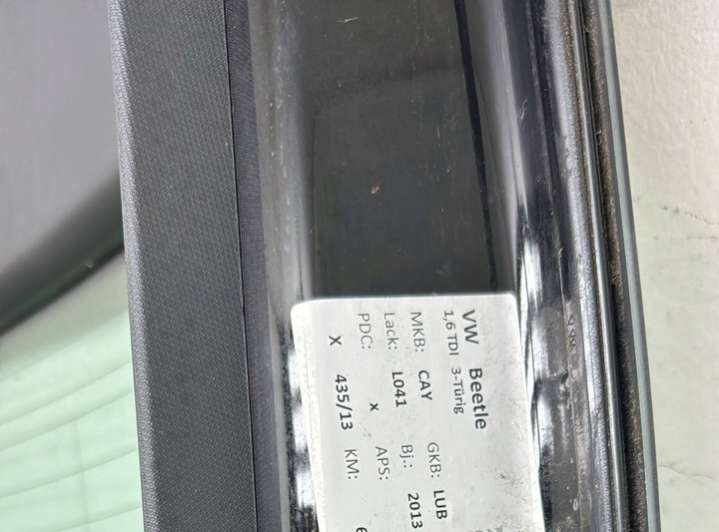 VW Beetle
1,6 TDI 3-Türig
MKB: CAY GKB: LUB
Lack: L041 Bj.: 2013
PDC: x APS:
X 435/13 KM: 6